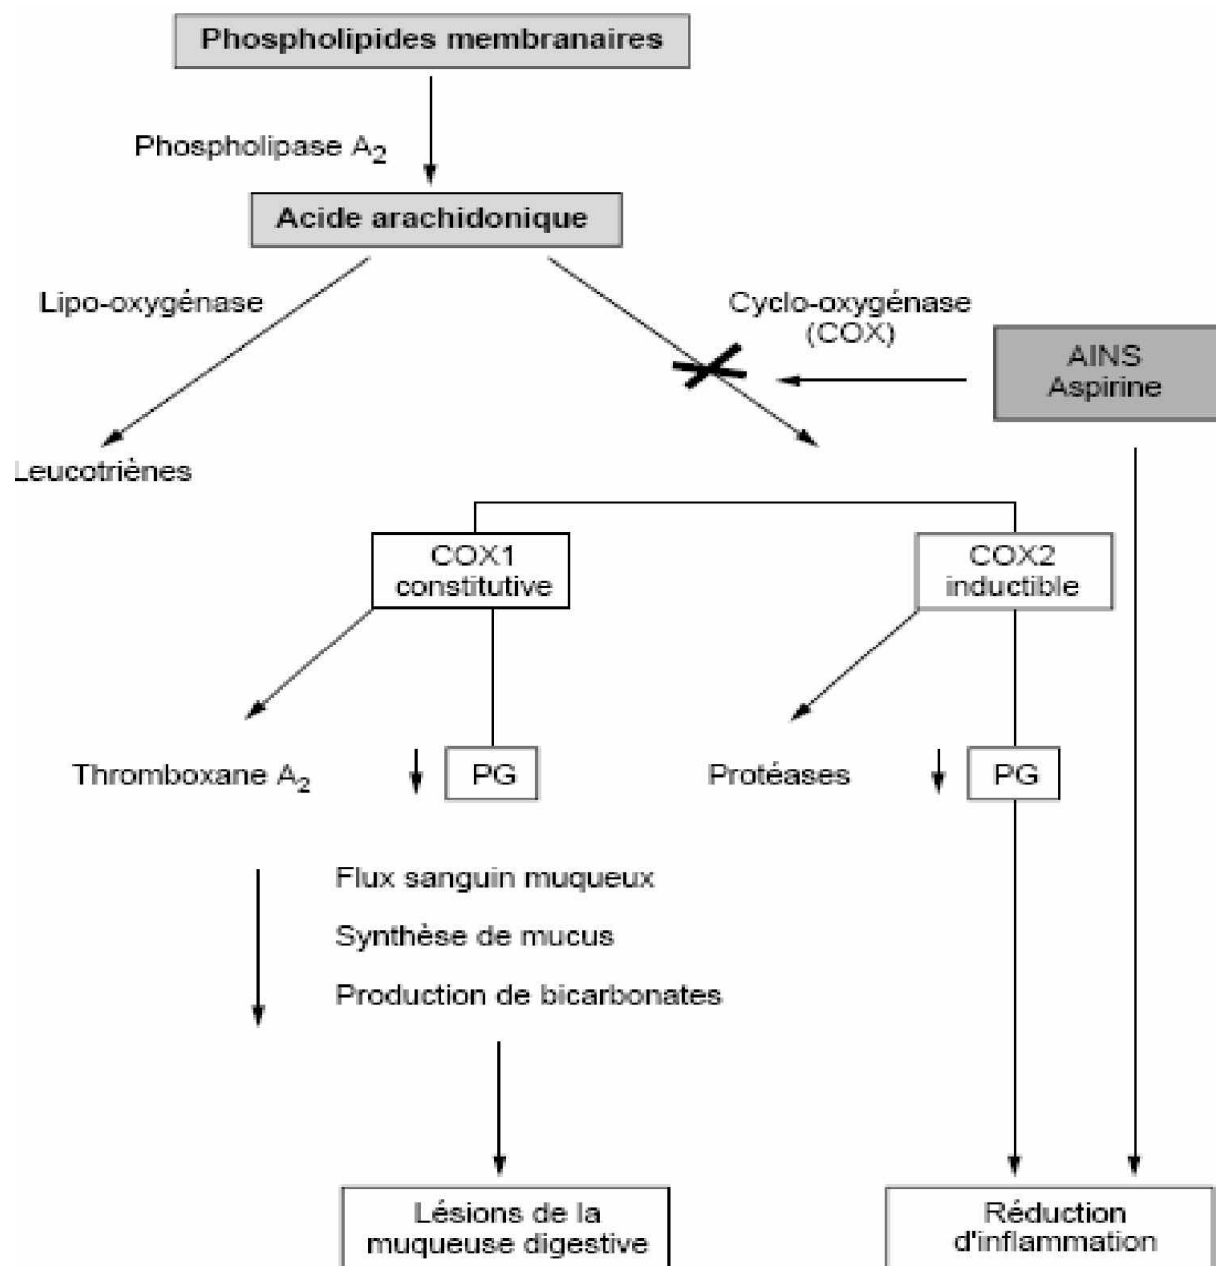 Phospholipides membranaires
Phospholipase A2
Acide arachidonique
Lipo-oxygénase
Cyclo-oxygénase
(COX)
AINS
Aspirine
Leucotriènes
COX1
constitutive
COX2
inductible
Thromboxane A2
PG
Protéases
PG
Flux sanguin muqueux
Synthèse de mucus
Production de bicarbonates
Lésions de la
muqueuse digestive
Réduction
d'inflammation